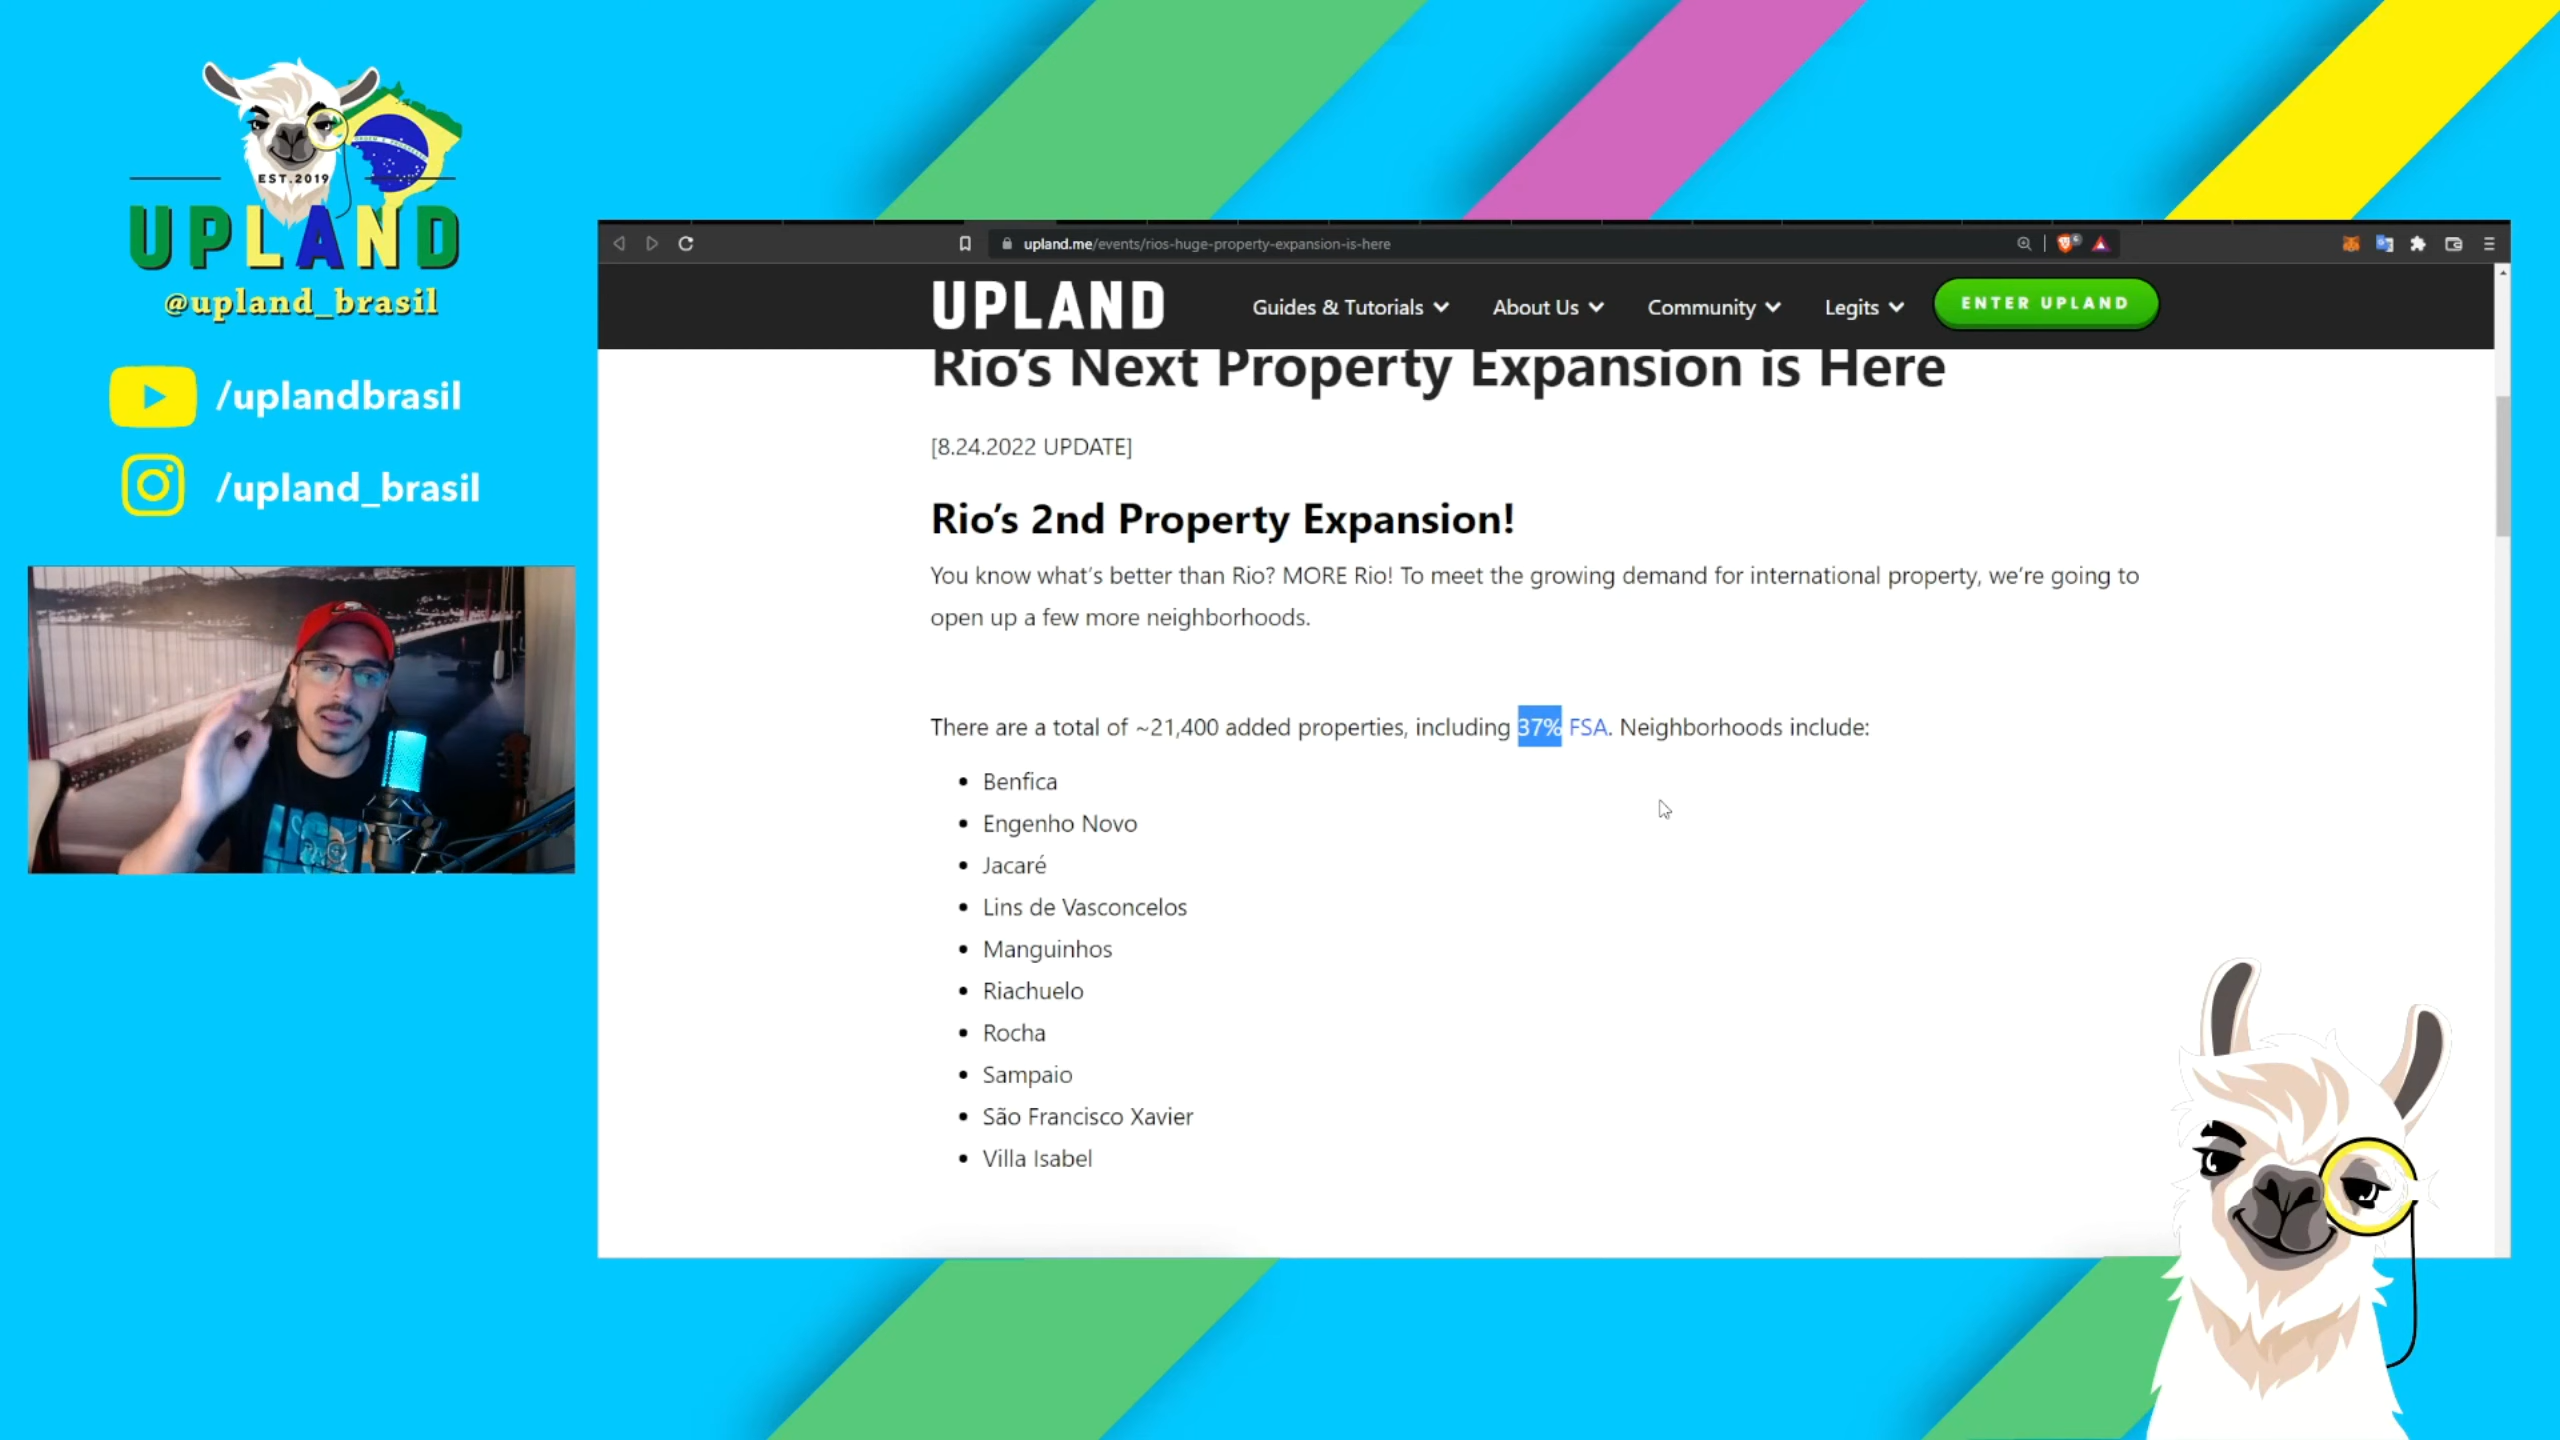 EST.2019
UPLAND
@upland_brasil
/uplandbrasil
/upland_brasil
upland.me/events/rios-huge-property-expansion-is-here
UPLAND
Guides & Tutorials
About Us
Community
Legits
ENTER UPLAND
Rio's Next Property Expansion is Here
[8.24.2022 UPDATE]
Rio's 2nd Property Expansion!
You know what's better than Rio? MORE Rio! To meet the growing demand for international property, we're going to
open up a few more neighborhoods.
There are a total of ~21,400 added properties, including 37% FSA. Neighborhoods include:
• Benfica
• Engenho Novo
• Jacaré
• Lins de Vasconcelos
• Manguinhos
• Riachuelo
• Rocha
• Sampaio
• São Francisco Xavier
• Villa Isabel